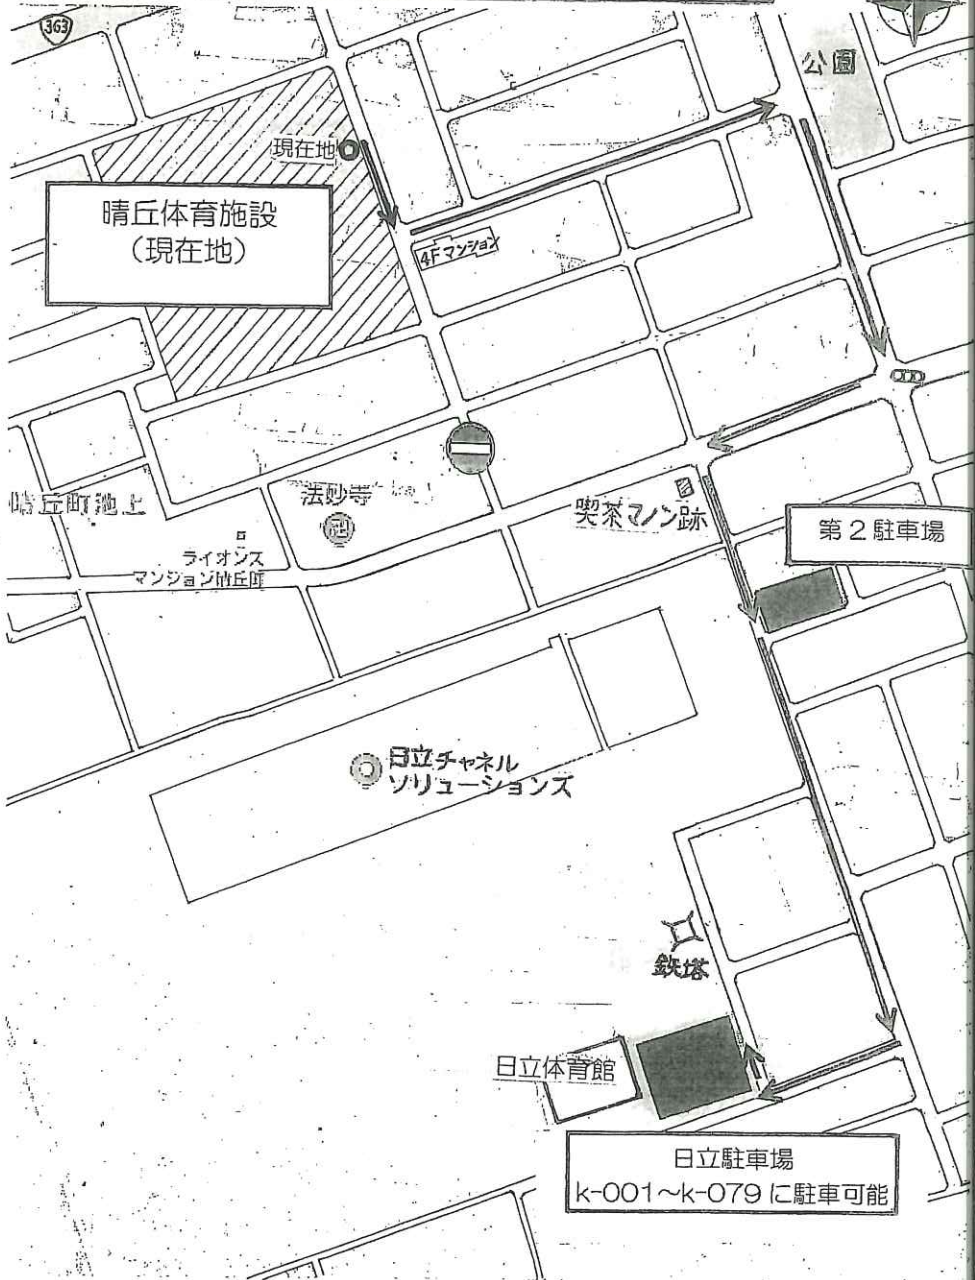 363
公園
現在地
晴丘体育施設
（現在地）
4Fマンション
晴丘町池上
法妙寺
卍
喫茶マノン跡
第2駐車場
ライオンズ
マンション晴丘町
日立チャネル
ソリューションズ
鉄塔
日立体育館
日立駐車場
k-001～k-079に駐車可能